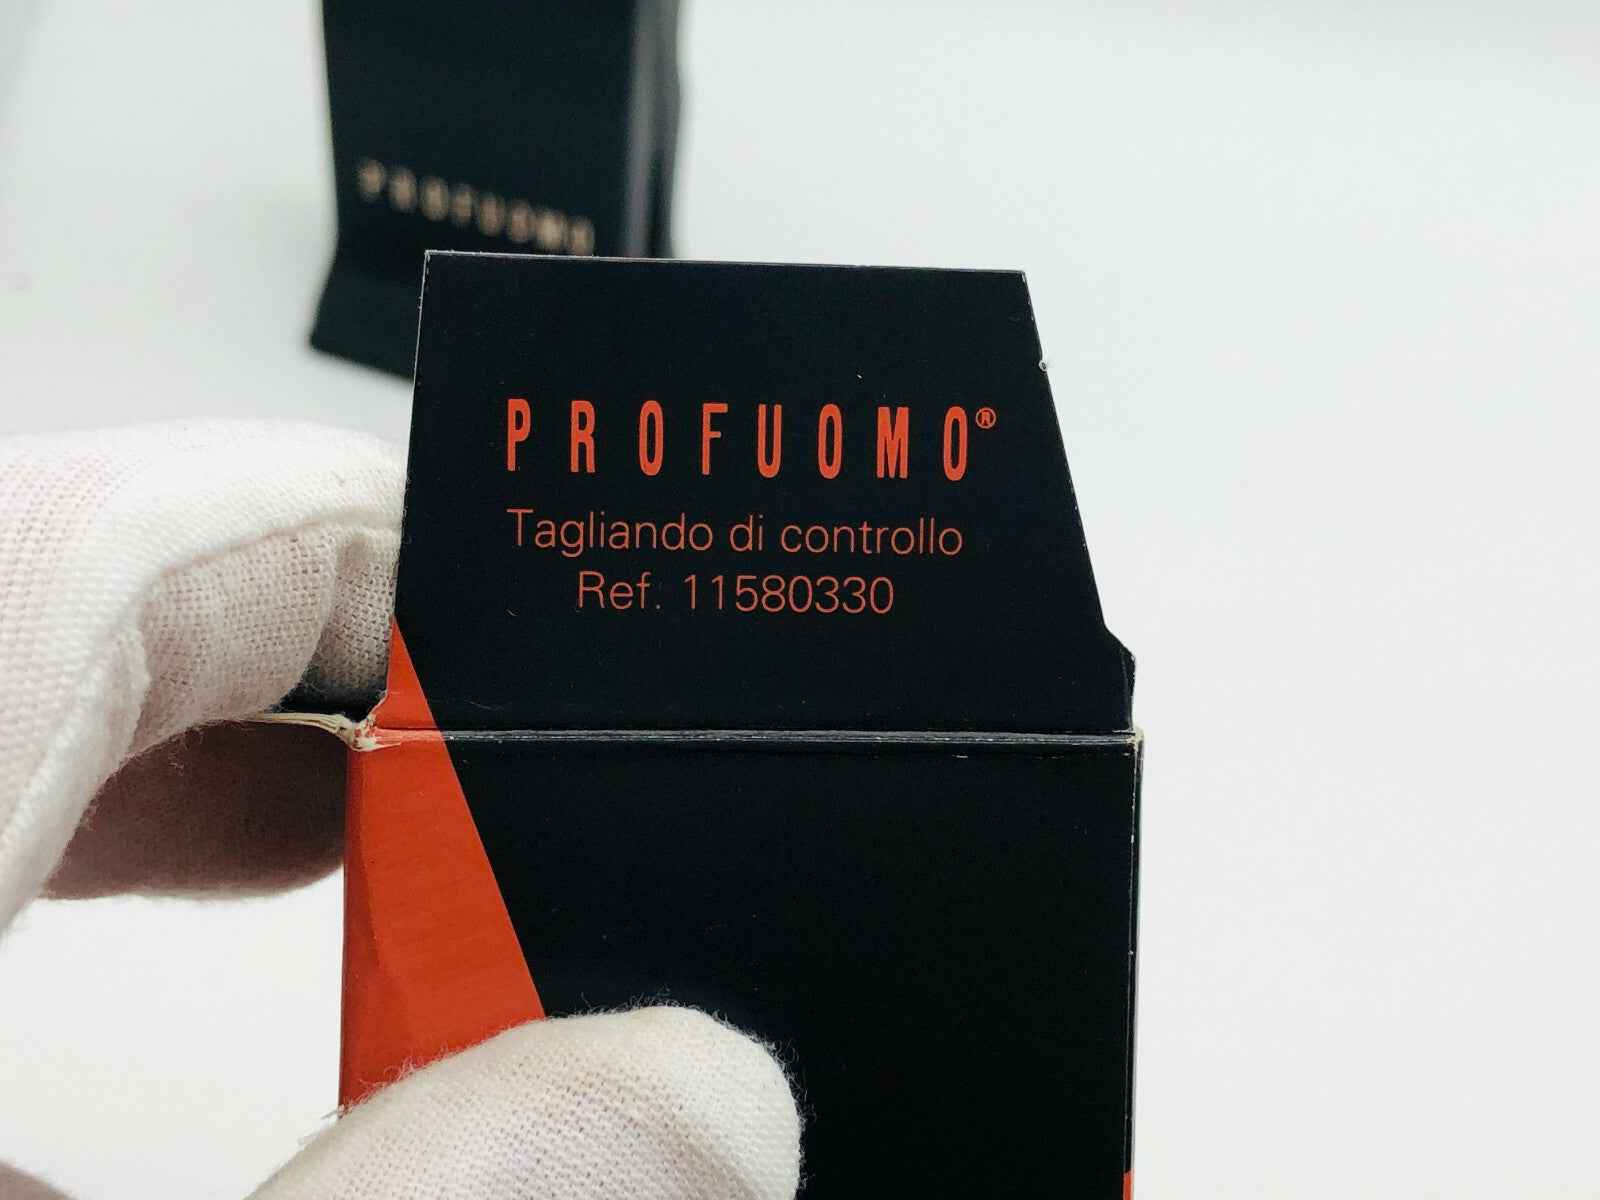 PROFUOMO
PROFUOMO®
Tagliando di controllo
Ref. 11580330